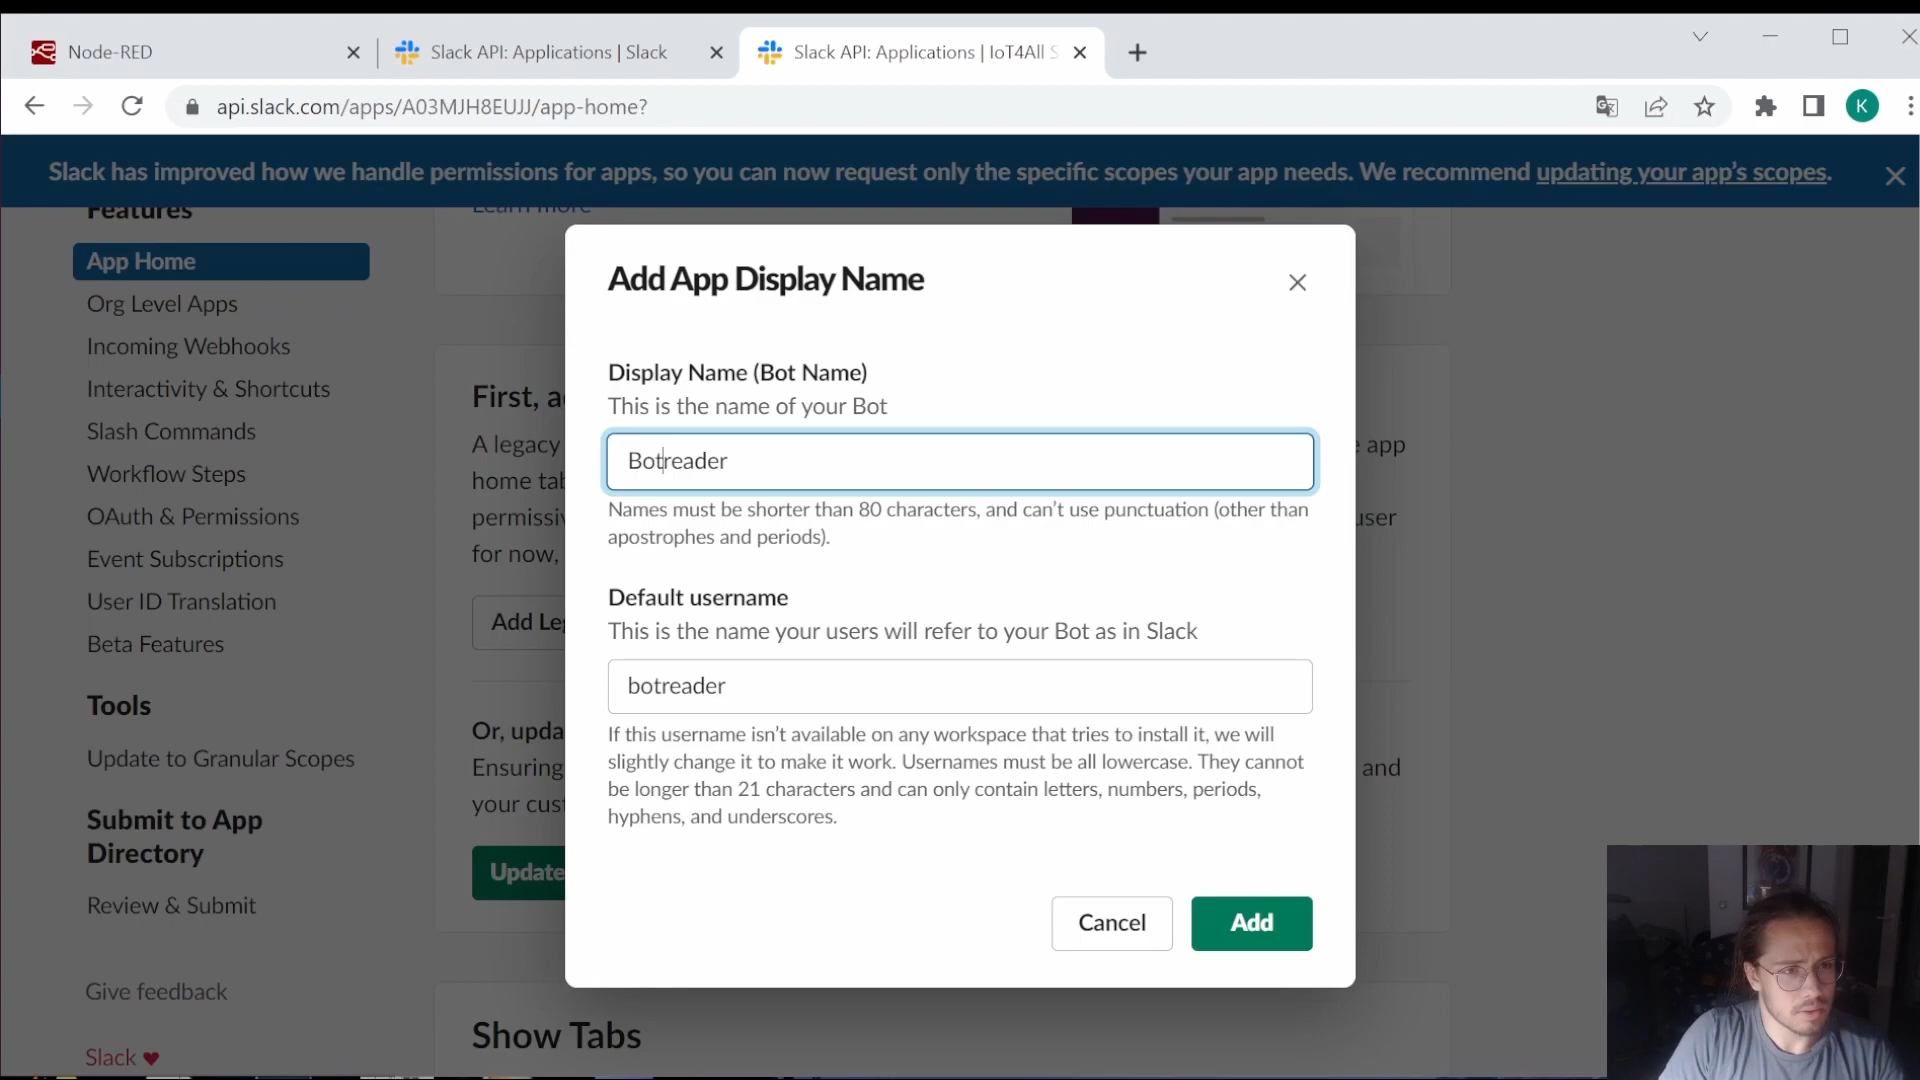 Node-RED
Slack API: Applications | Slack
Slack API: Applications | IoT4All S
api.slack.com/apps/A03MJH8EUJJ/app-home?
K
Slack has improved how we handle permissions for apps, so you can now request only the specific scopes your app needs. We recommend updating your app's scopes.
Features
App Home
Org Level Apps
Incoming Webhooks
Interactivity & Shortcuts
Slash Commands
Workflow Steps
OAuth & Permissions
Event Subscriptions
User ID Translation
Beta Features
Tools
Update to Granular Scopes
Submit to App
Directory
Review & Submit
Give feedback
Slack
Learn more
First, a
A legacy
app
home tab
permissi
user
for now,
Add Leg
Or, upda
Ensuring
and
your cus
Update
Show Tabs
Add App Display Name
Display Name (Bot Name)
This is the name of your Bot
Botreader
Names must be shorter than 80 characters, and can't use punctuation (other than
apostrophes and periods).
Default username
This is the name your users will refer to your Bot as in Slack
botreader
If this username isn't available on any workspace that tries to install it, we will
slightly change it to make it work. Usernames must be all lowercase. They cannot
be longer than 21 characters and can only contain letters, numbers, periods,
hyphens, and underscores.
Cancel
Add